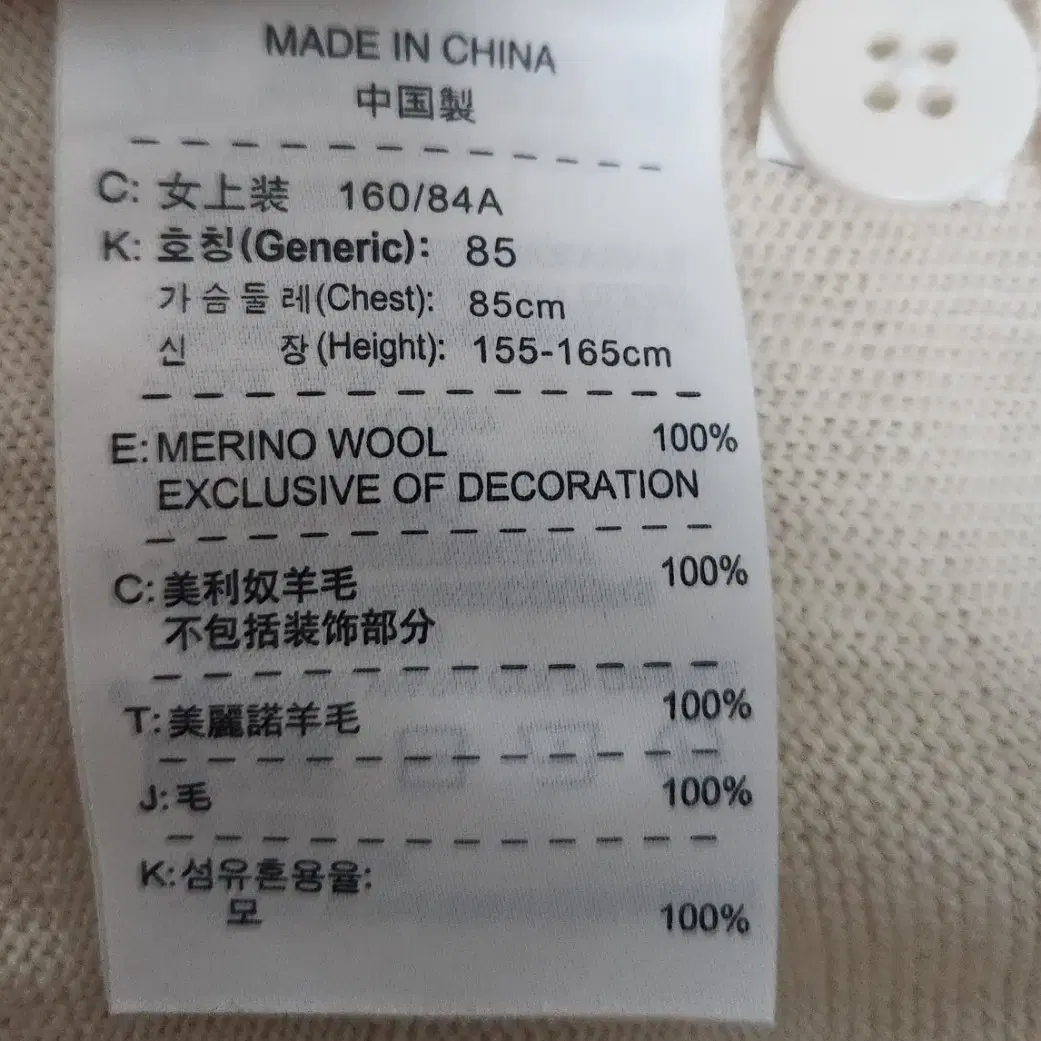 MADE IN CHINA
中国製
C: 女上装 160/84A
K: 호칭(Generic): 85
가슴둘레(Chest): 85cm
신 장(Height): 155-165cm
E: MERINO WOOL 100%
EXCLUSIVE OF DECORATION
C: 美利奴羊毛 100%
不包括装饰部分
T: 美麗諾羊毛 100%
J: 毛 100%
K: 섬유혼용율:
모 100%